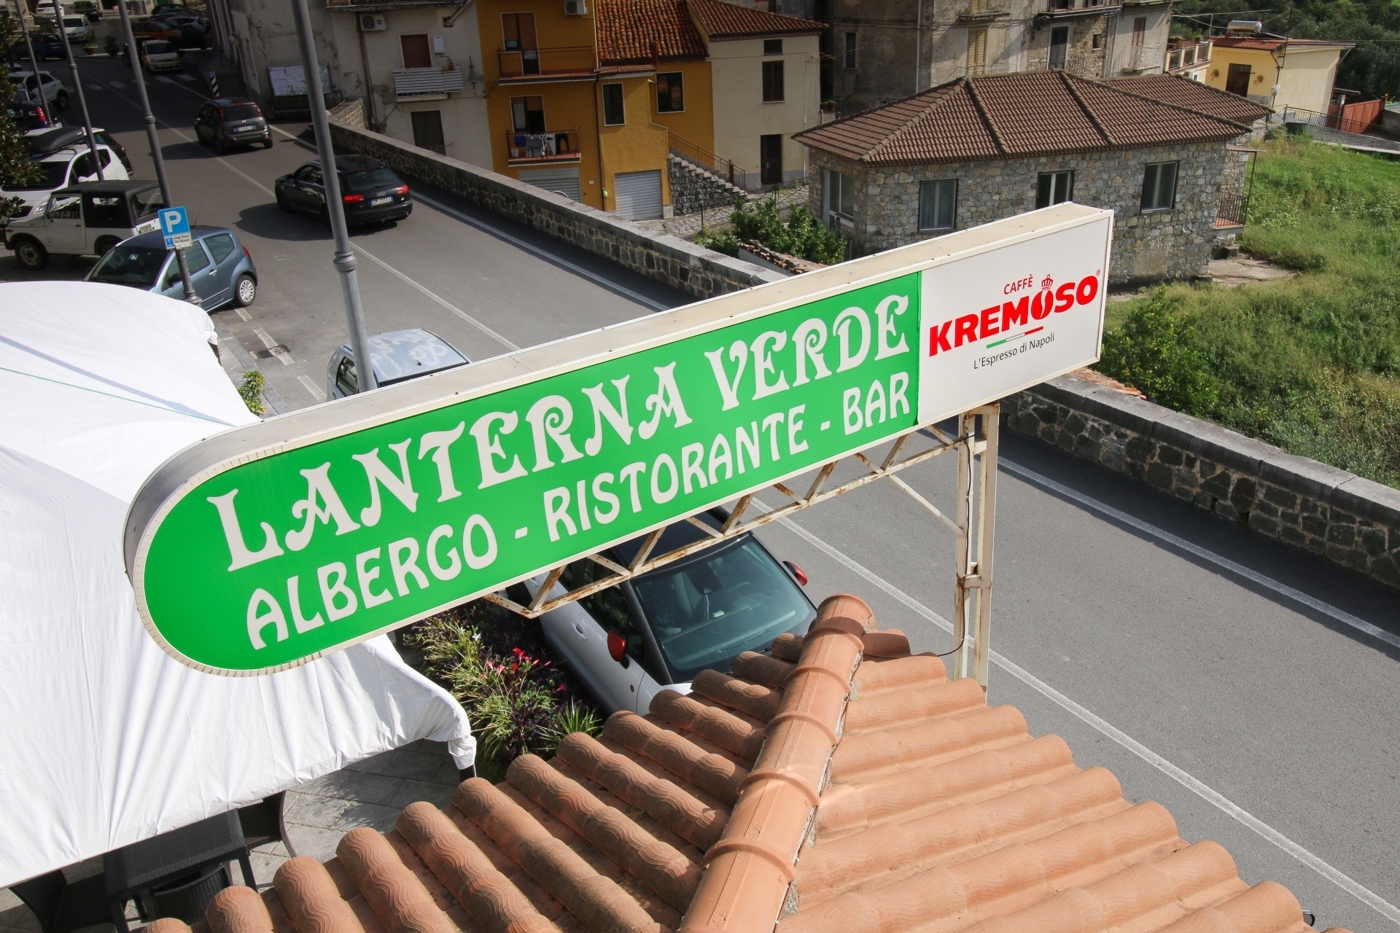 P
LANTERNA VERDE
ALBERGO - RISTORANTE - BAR
CAFFÈ
KREMOSO®
L'Espresso di Napoli